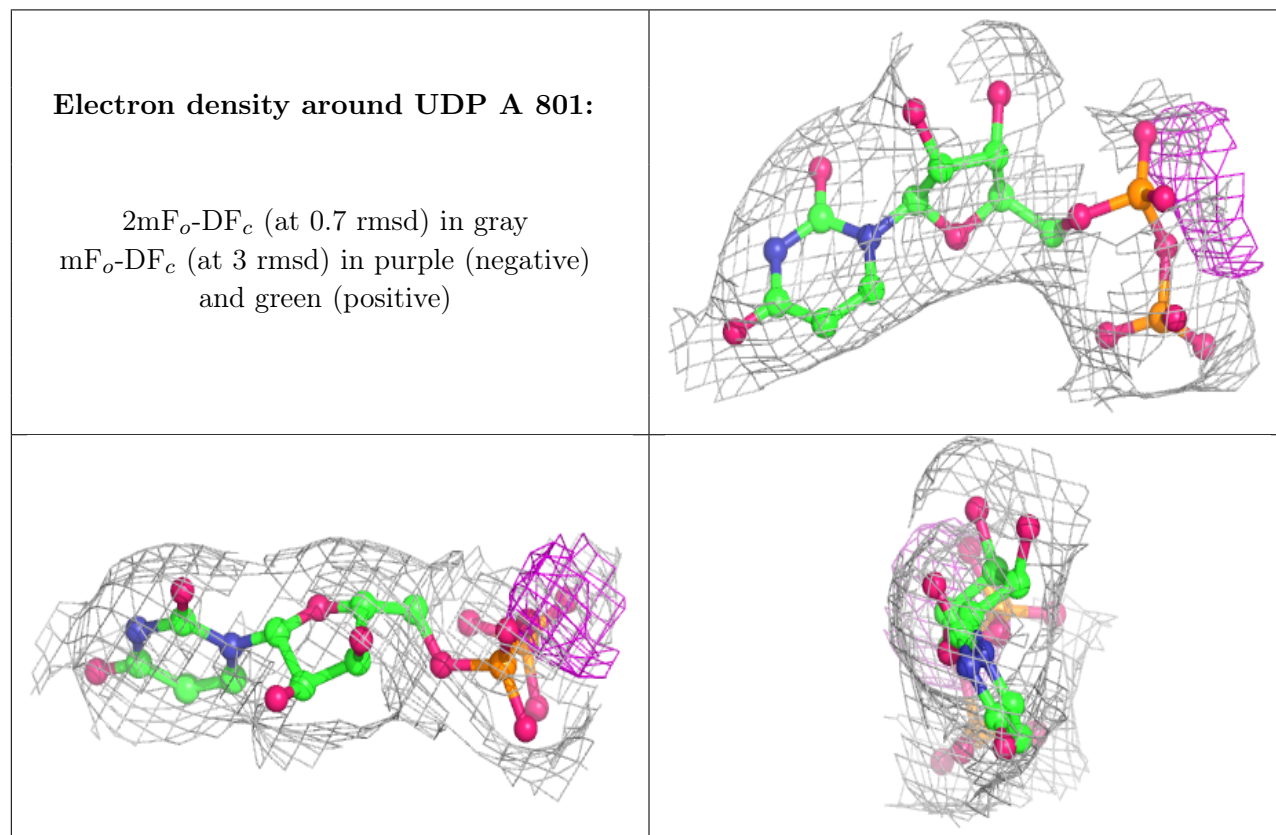 Electron density around UDP A 801:
2mFₒ-DF𝒸 (at 0.7 rmsd) in gray
mFₒ-DF𝒸 (at 3 rmsd) in purple (negative)
and green (positive)